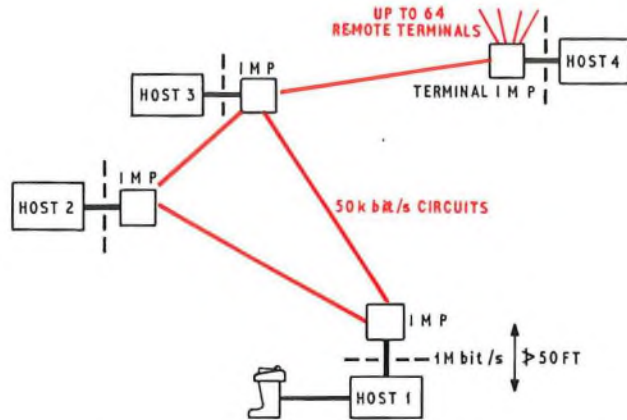 UP TO 64
REMOTE TERMINALS
IMP
HOST 3
HOST 4
TERMINAL IMP
IMP
HOST 2
50k bit/s CIRCUITS
IMP
1M bit/s
≯50 FT
HOST 1